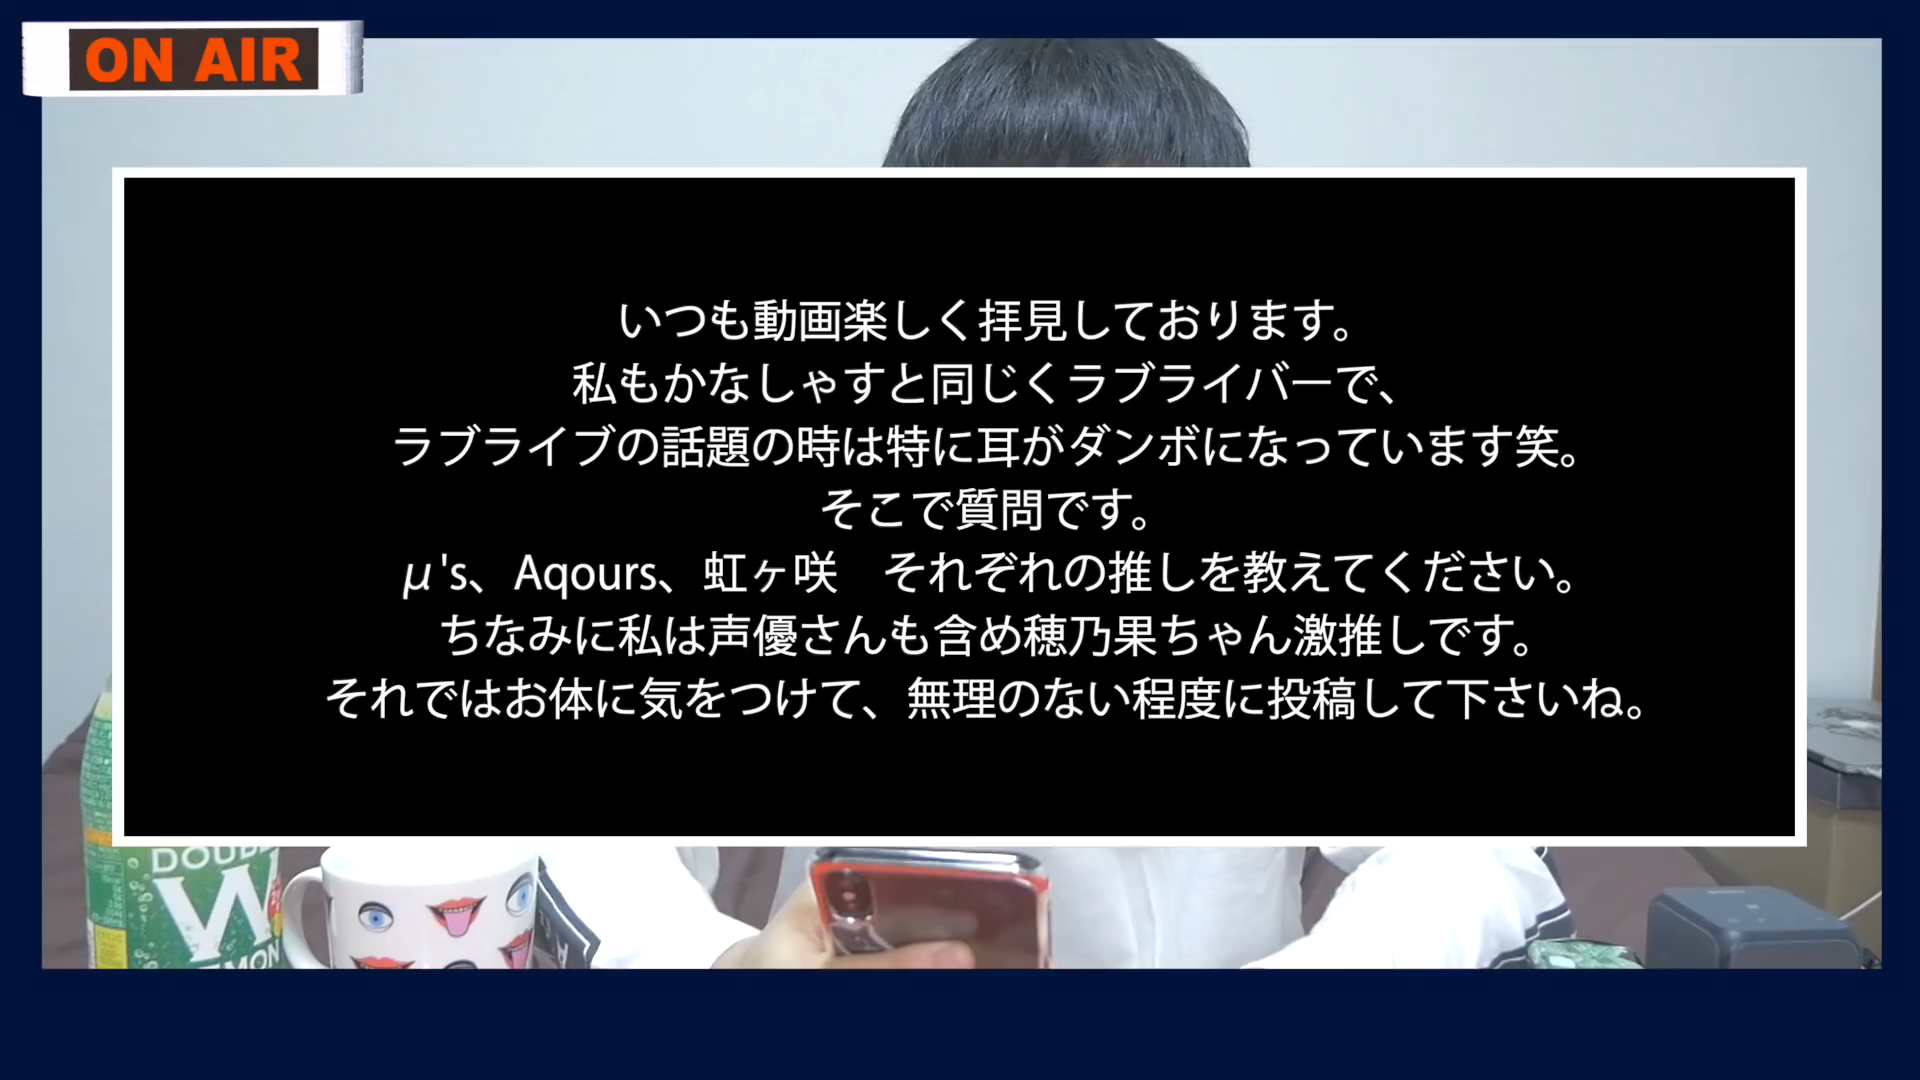 ON AIR
いつも動画楽しく拝見しております。
私もかなしゃすと同じくラブライバーで、
ラブライブの話題の時は特に耳がダンボになっています笑。
そこで質問です。
μ's、Aqours、虹ヶ咲　それぞれの推しを教えてください。
ちなみに私は声優さんも含め穂乃果ちゃん激推しです。
それではお体に気をつけて、無理のない程度に投稿して下さいね。
W